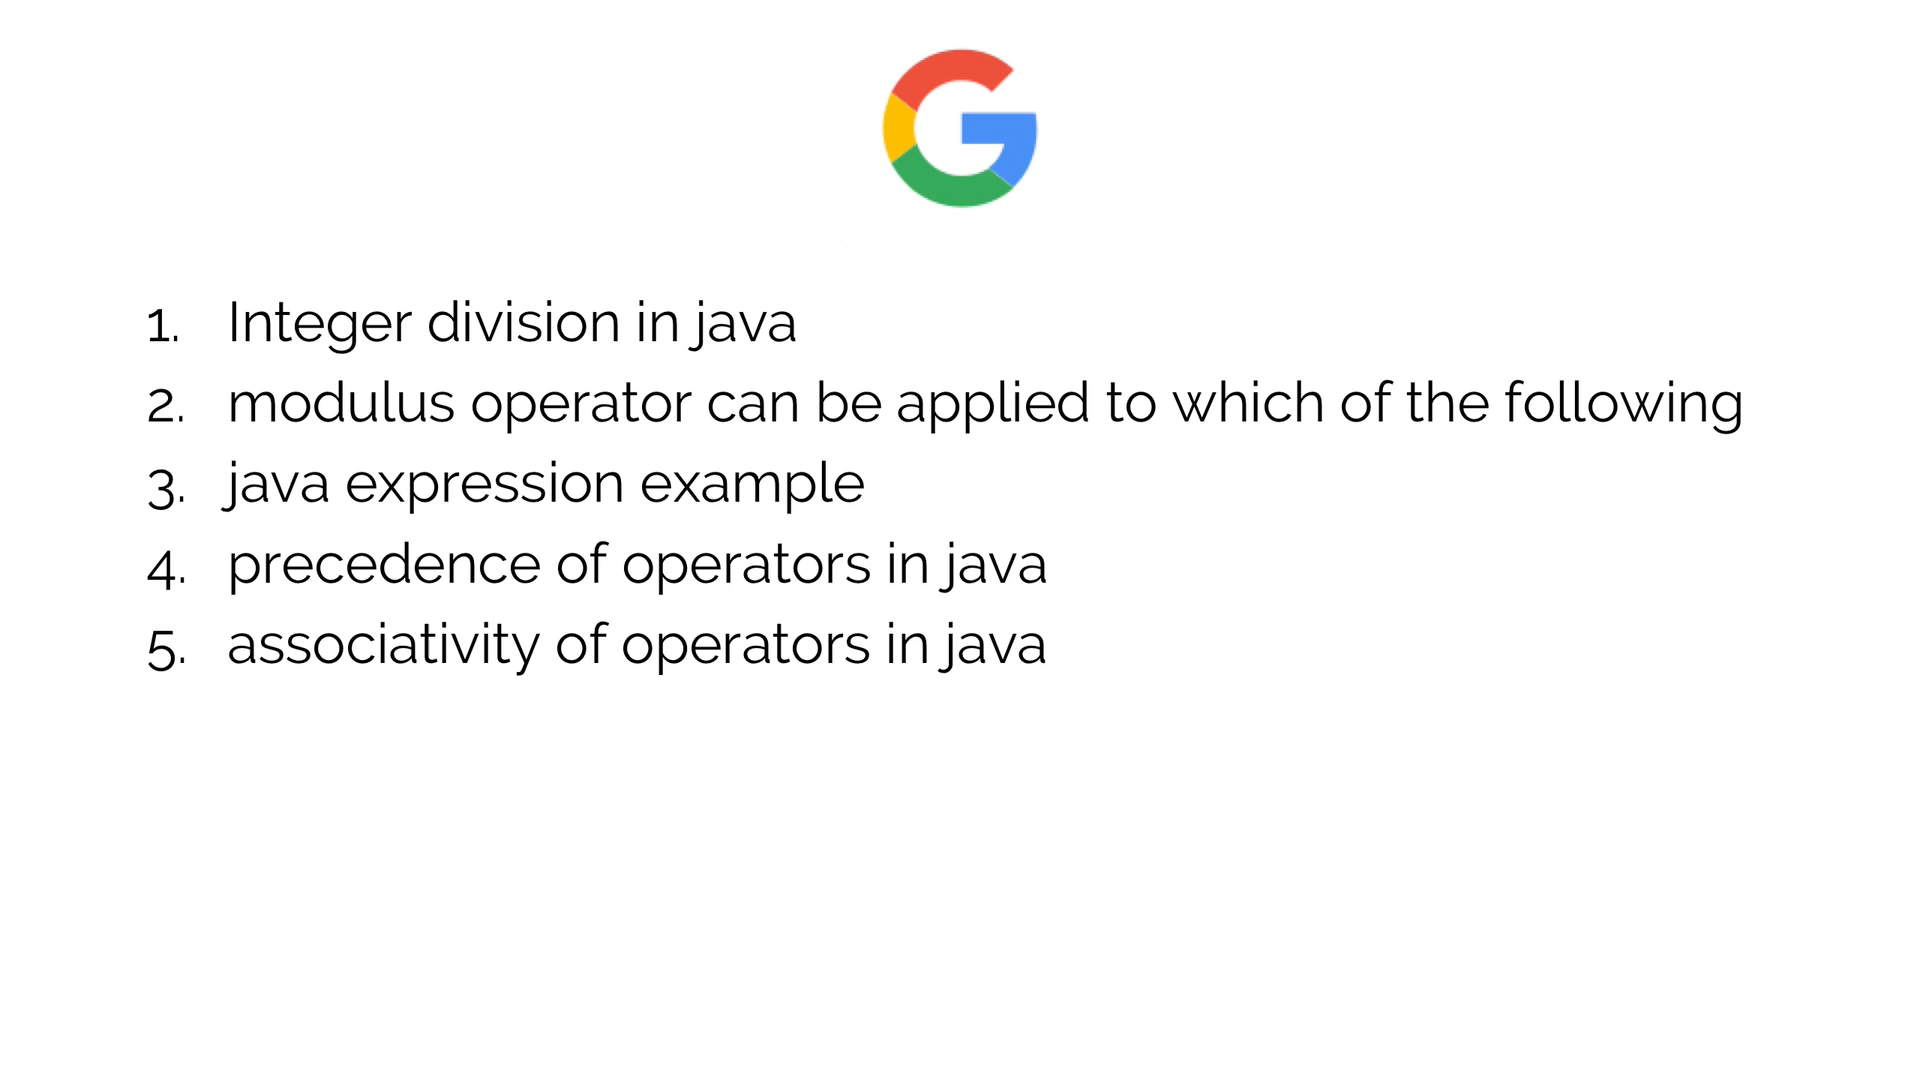 1. Integer division in java
2. modulus operator can be applied to which of the following
3. java expression example
4. precedence of operators in java
5. associativity of operators in java